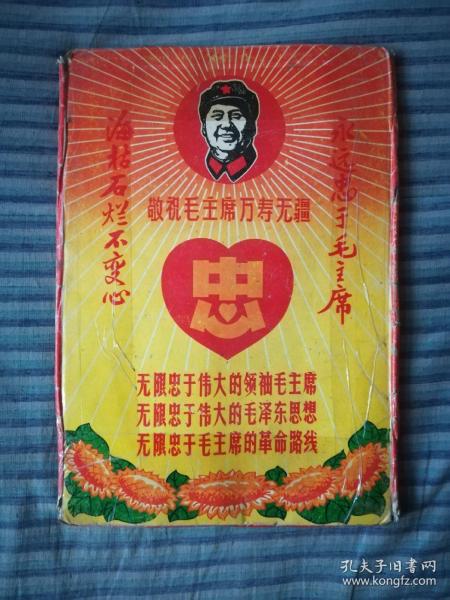 永远忠于毛主席
海枯石烂不变心
敬祝毛主席万寿无疆
忠
无限忠于伟大的领袖毛主席
无限忠于伟大的毛泽东思想
无限忠于毛主席的革命路线
孔夫子旧书网
www.kongfz.com